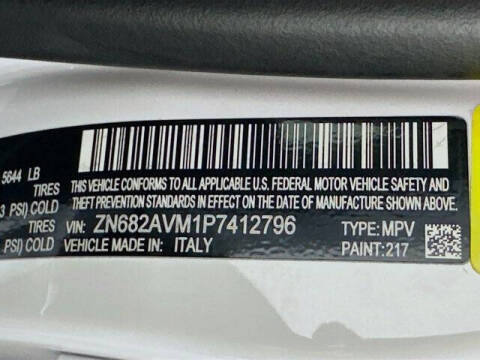 5644 LB
TIRES
3 PSI) COLD
TIRES
PSI) COLD
THIS VEHICLE CONFORMS TO ALL APPLICABLE U.S. FEDERAL MOTOR VEHICLE SAFETY AND
THEFT PREVENTION STANDARDS IN EFFECT ON THE DATE OF MANUFACTURE SHOWN ABOVE.
VIN: ZN682AVM1P7412796 TYPE: MPV
VEHICLE MADE IN: ITALY PAINT: 217